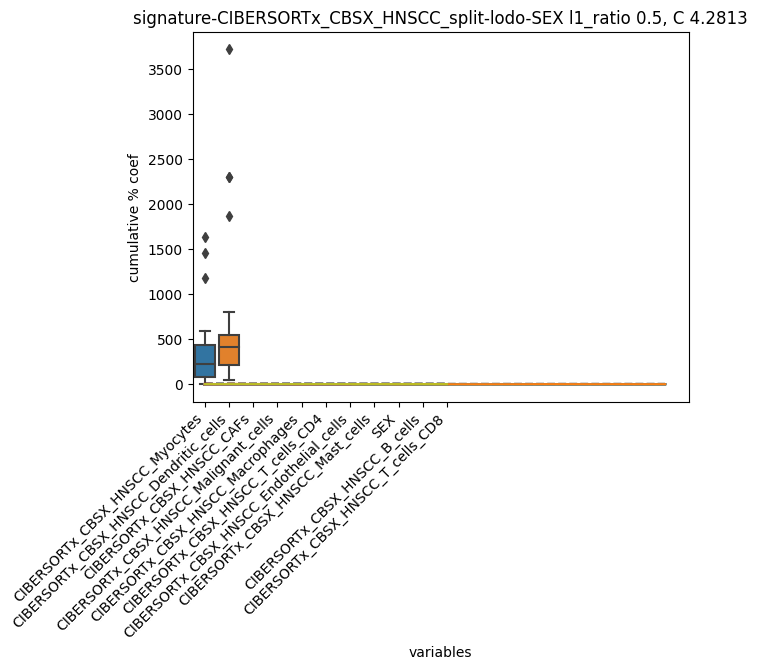 signature-CIBERSORTx_CBSX_HNSCC_split-lodo-SEX l1_ratio 0.5, C 4.2813
cumulative % coef
3500
3000
2500
2000
1500
1000
500
0
CIBERSORTx_CBSX_HNSCC_Myocytes
CIBERSORTx_CBSX_HNSCC_Dendritic_cells
CIBERSORTx_CBSX_HNSCC_CAFs
CIBERSORTx_CBSX_HNSCC_Malignant_cells
CIBERSORTx_CBSX_HNSCC_Macrophages
CIBERSORTx_CBSX_HNSCC_T_cells_CD4
CIBERSORTx_CBSX_HNSCC_Endothelial_cells
CIBERSORTx_CBSX_HNSCC_Mast_cells
SEX
CIBERSORTx_CBSX_HNSCC_B_cells
CIBERSORTx_CBSX_HNSCC_T_cells_CD8
variables